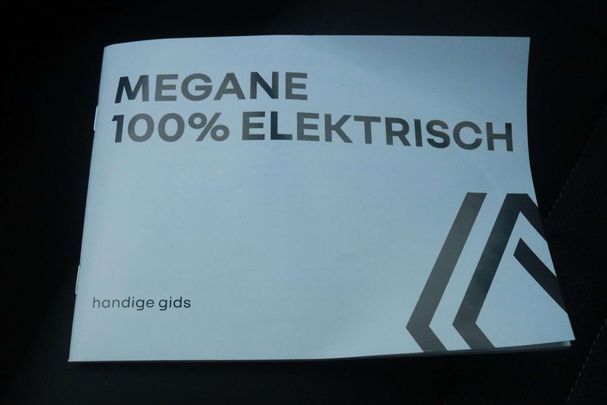 MEGANE
100% ELEKTRISCH
handige gids